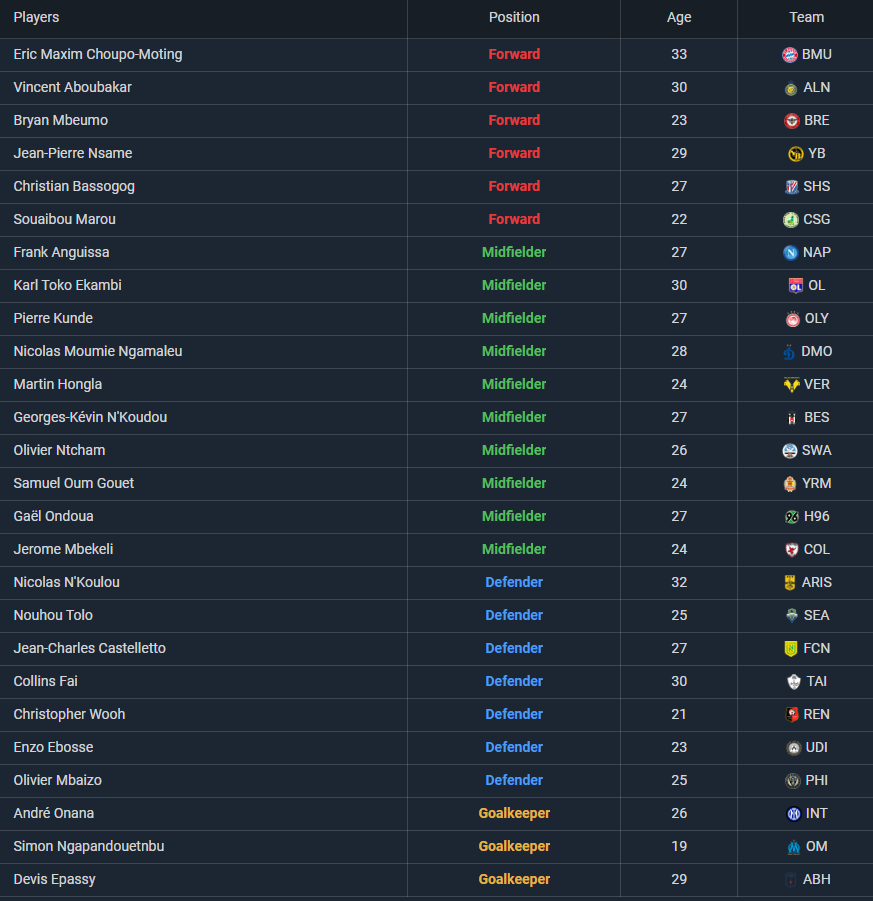 Players Position Age Team
Eric Maxim Choupo-Moting Forward 33 BMU
Vincent Aboubakar Forward 30 ALN
Bryan Mbeumo Forward 23 BRE
Jean-Pierre Nsame Forward 29 YB
Christian Bassogog Forward 27 SHS
Souaibou Marou Forward 22 CSG
Frank Anguissa Midfielder 27 NAP
Karl Toko Ekambi Midfielder 30 OL
Pierre Kunde Midfielder 27 OLY
Nicolas Moumie Ngamaleu Midfielder 28 DMO
Martin Hongla Midfielder 24 VER
Georges-Kévin N'Koudou Midfielder 27 BES
Olivier Ntcham Midfielder 26 SWA
Samuel Oum Gouet Midfielder 24 YRM
Gaël Ondoua Midfielder 27 H96
Jerome Mbekeli Midfielder 24 COL
Nicolas N'Koulou Defender 32 ARIS
Nouhou Tolo Defender 25 SEA
Jean-Charles Castelletto Defender 27 FCN
Collins Fai Defender 30 TAI
Christopher Wooh Defender 21 REN
Enzo Ebosse Defender 23 UDI
Olivier Mbaizo Defender 25 PHI
André Onana Goalkeeper 26 INT
Simon Ngapandouetnbu Goalkeeper 19 OM
Devis Epassy Goalkeeper 29 ABH